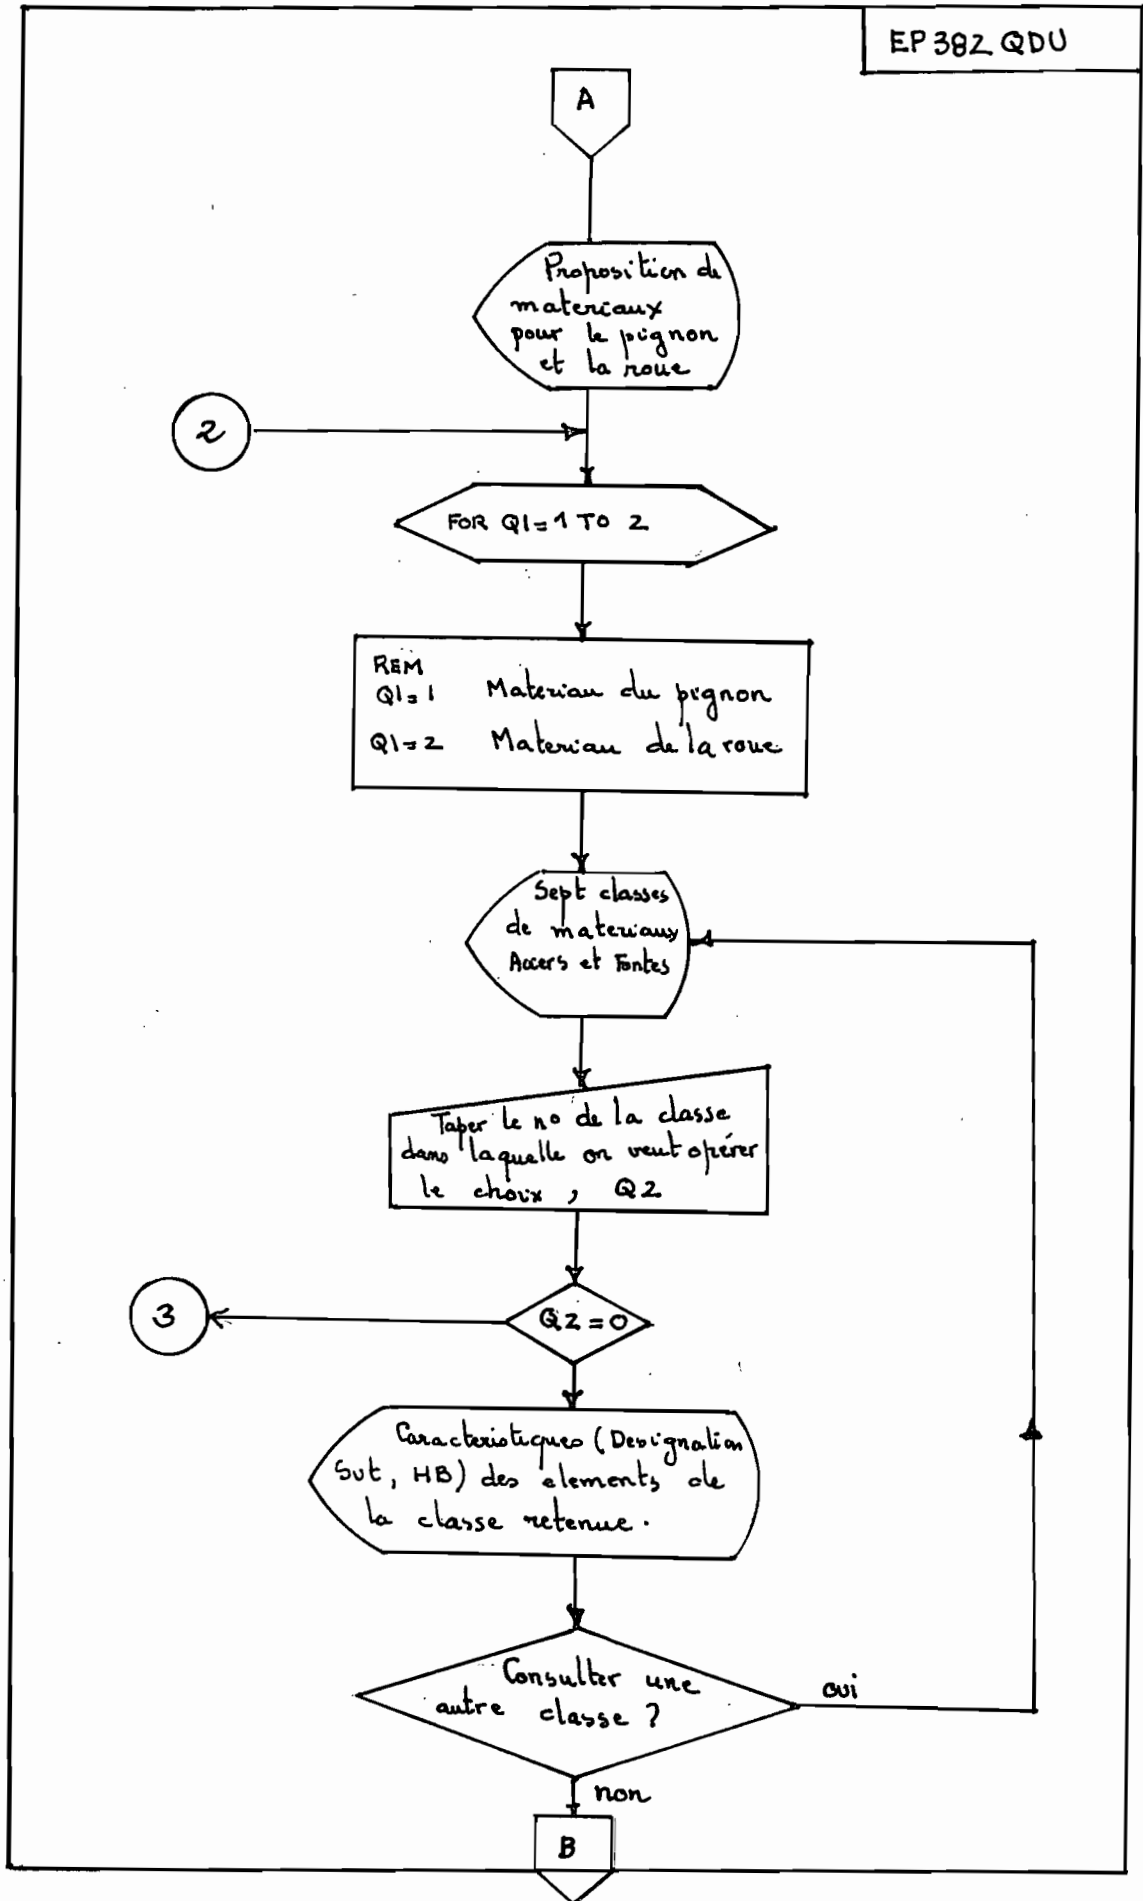 EP382 QDU
A
Proposition de
materiaux
pour le pignon
et la roue
2
FOR Q1=1 TO 2
REM
Q1=1 Materiau du pignon
Q1=2 Materiau de la roue
Sept classes
de materiaux
Aciers et Fontes
Taper le no de la classe
dans laquelle on veut opérer
le choix, Q2
3
Q2=0
Caracteristiques (Designation
Sut, HB) des elements de
la classe retenue.
Consulter une
autre classe ?
oui
non
B